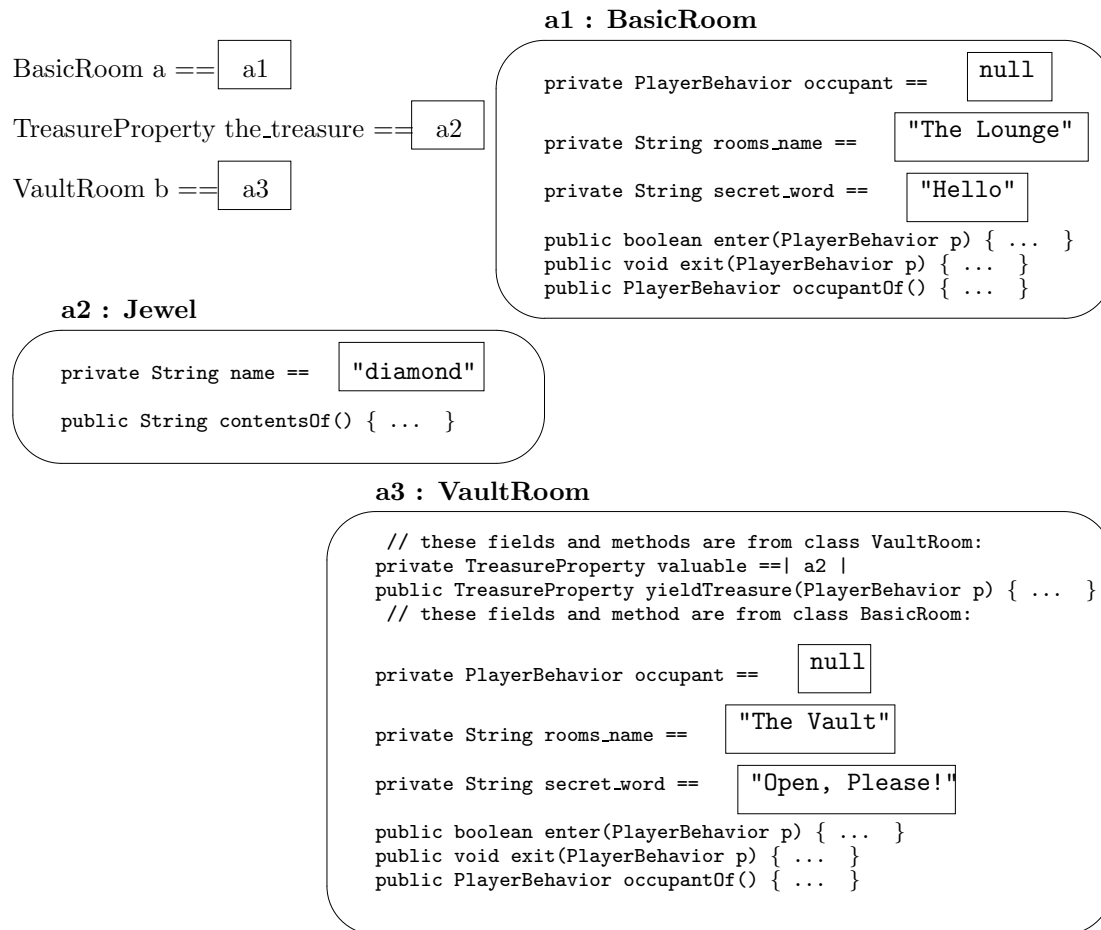 a1 : BasicRoom
BasicRoom a == a1
TreasureProperty the_treasure == a2
VaultRoom b == a3
private PlayerBehavior occupant == null
private String rooms_name == "The Lounge"
private String secret_word == "Hello"
public boolean enter(PlayerBehavior p) { ... }
public void exit(PlayerBehavior p) { ... }
public PlayerBehavior occupantOf() { ... }
a2 : Jewel
private String name == "diamond"
public String contentsOf() { ... }
a3 : VaultRoom
// these fields and methods are from class VaultRoom:
private TreasureProperty valuable ==| a2 |
public TreasureProperty yieldTreasure(PlayerBehavior p) { ... }
// these fields and method are from class BasicRoom:
private PlayerBehavior occupant == null
private String rooms_name == "The Vault"
private String secret_word == "Open, Please!"
public boolean enter(PlayerBehavior p) { ... }
public void exit(PlayerBehavior p) { ... }
public PlayerBehavior occupantOf() { ... }